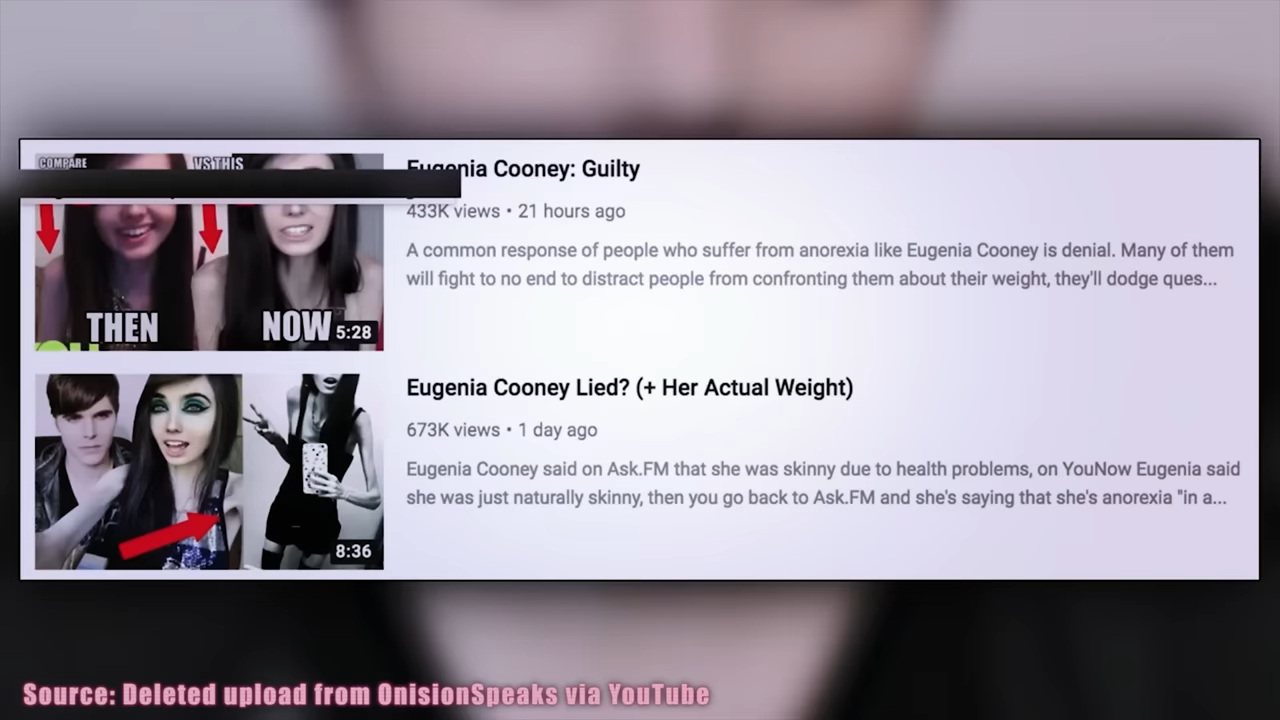 COMPARE VS THIS
THEN NOW 5:28
Eugenia Cooney: Guilty
433K views • 21 hours ago
A common response of people who suffer from anorexia like Eugenia Cooney is denial. Many of them
will fight to no end to distract people from confronting them about their weight, they'll dodge ques...
8:36
Eugenia Cooney Lied? (+ Her Actual Weight)
673K views • 1 day ago
Eugenia Cooney said on Ask.FM that she was skinny due to health problems, on YouNow Eugenia said
she was just naturally skinny, then you go back to Ask.FM and she's saying that she's anorexia "in a...
Source: Deleted upload from OnisionSpeaks via YouTube